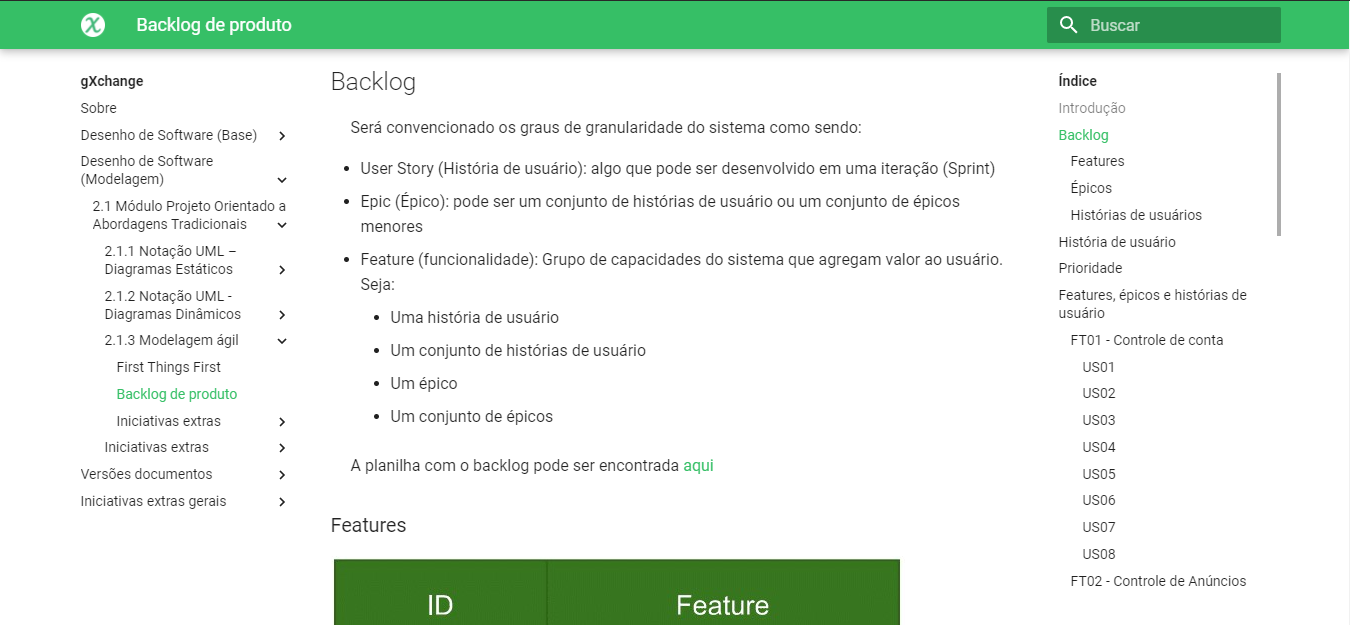 Backlog de produto
Buscar
gXchange
Sobre
Desenho de Software (Base)
Desenho de Software
(Modelagem)
2.1 Módulo Projeto Orientado a
Abordagens Tradicionais
2.1.1 Notação UML –
Diagramas Estáticos
2.1.2 Notação UML -
Diagramas Dinâmicos
2.1.3 Modelagem ágil
First Things First
Backlog de produto
Iniciativas extras
Iniciativas extras
Versões documentos
Iniciativas extras gerais
Backlog
Será convencionado os graus de granularidade do sistema como sendo:
• User Story (História de usuário): algo que pode ser desenvolvido em uma iteração (Sprint)
• Epic (Épico): pode ser um conjunto de histórias de usuário ou um conjunto de épicos
menores
• Feature (funcionalidade): Grupo de capacidades do sistema que agregam valor ao usuário.
Seja:
• Uma história de usuário
• Um conjunto de histórias de usuário
• Um épico
• Um conjunto de épicos
A planilha com o backlog pode ser encontrada aqui
Features
ID
Feature
Índice
Introdução
Backlog
Features
Épicos
Histórias de usuários
História de usuário
Prioridade
Features, épicos e histórias de
usuário
FT01 - Controle de conta
US01
US02
US03
US04
US05
US06
US07
US08
FT02 - Controle de Anúncios